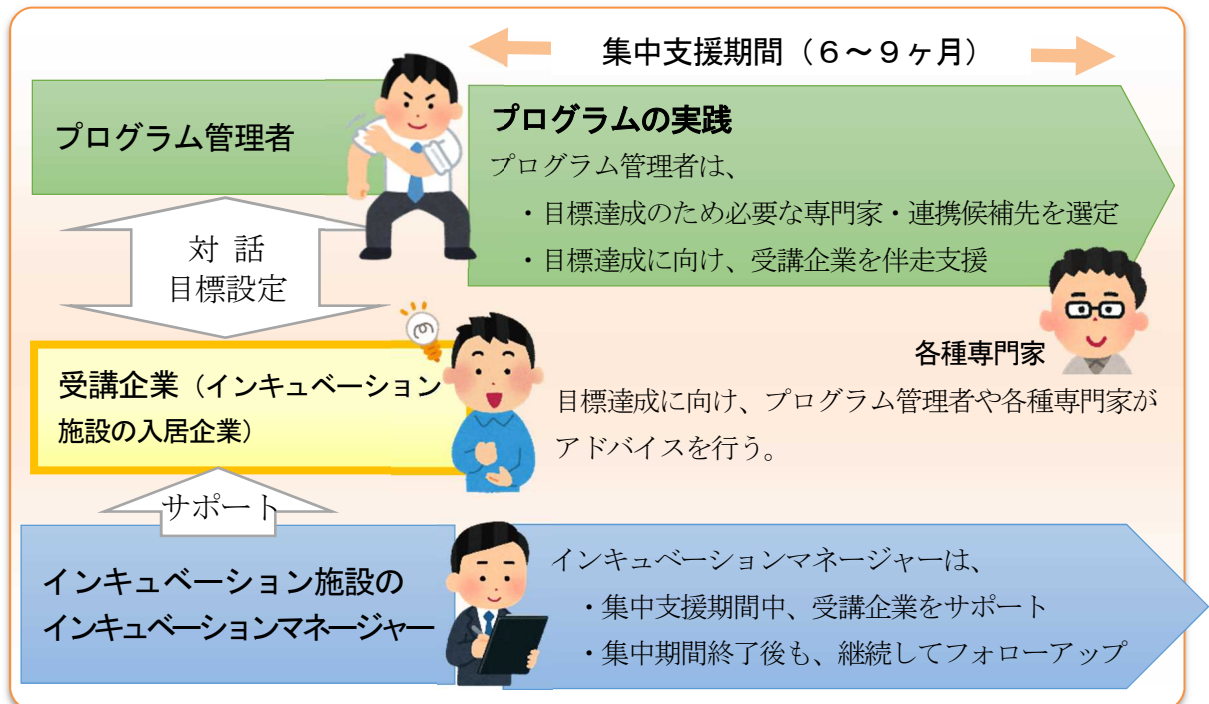 集中支援期間（６～９ヶ月）
プログラム管理者
プログラムの実践
プログラム管理者は、
・目標達成のため必要な専門家・連携候補先を選定
・目標達成に向け、受講企業を伴走支援
対 話
目標設定
各種専門家
受講企業（インキュベーション
施設の入居企業）
目標達成に向け、プログラム管理者や各種専門家が
アドバイスを行う。
サポート
インキュベーション施設の
インキュベーションマネージャー
インキュベーションマネージャーは、
・集中支援期間中、受講企業をサポート
・集中期間終了後も、継続してフォローアップ